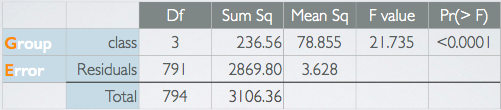 Df Sum Sq Mean Sq F value Pr(> F)
Group class 3 236.56 78.855 21.735 <0.0001
Error Residuals 791 2869.80 3.628
Total 794 3106.36